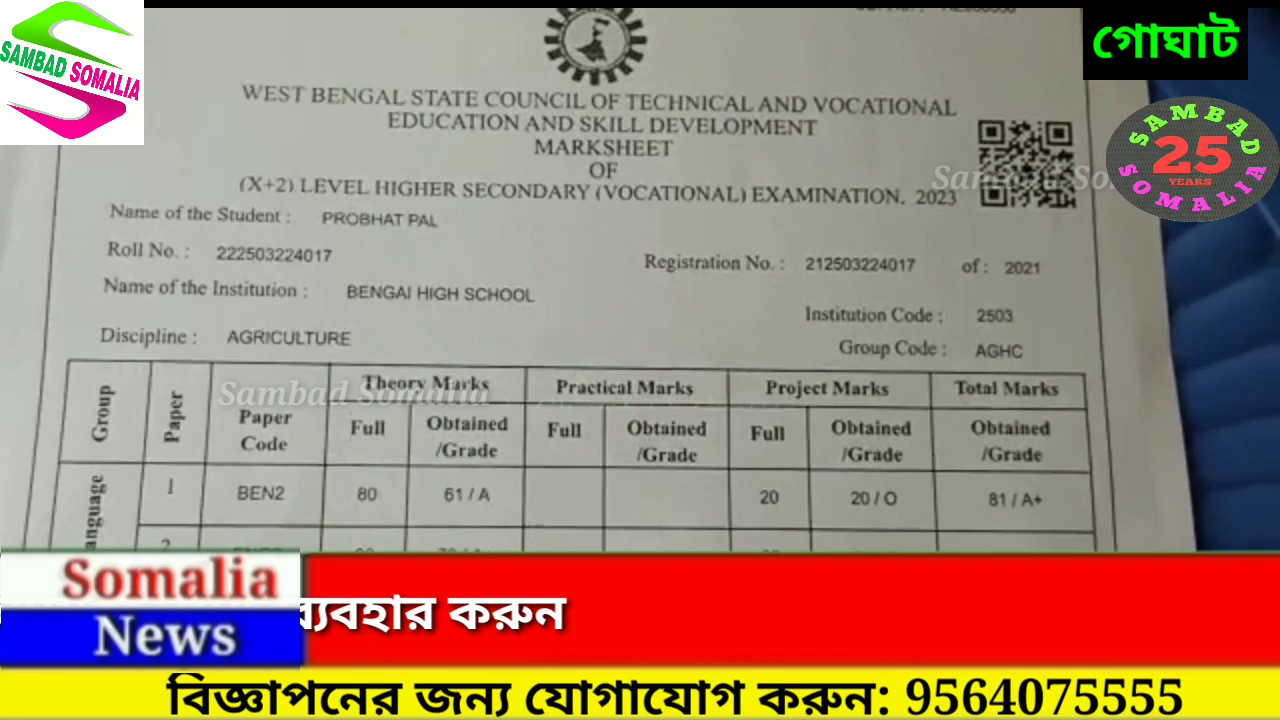 SAMBAD SOMALIA
গোঘাট
SAMBAD
25
YEARS
SOMALIA
WEST BENGAL STATE COUNCIL OF TECHNICAL AND VOCATIONAL
EDUCATION AND SKILL DEVELOPMENT
MARKSHEET
OF
(X+2) LEVEL HIGHER SECONDARY (VOCATIONAL) EXAMINATION, 2023
Name of the Student : PROBHAT PAL
Roll No. : 222503224017
Registration No. : 212503224017 of : 2021
Name of the Institution : BENGAI HIGH SCHOOL
Institution Code : 2503
Discipline : AGRICULTURE
Group Code : AGHC
Sambad Somalia
Group Paper Paper Code Theory Marks Practical Marks Project Marks Total Marks
Full Obtained /Grade Full Obtained /Grade Full Obtained /Grade Obtained /Grade
1 BEN2 80 61 / A 20 20 / O 81 / A+
2
Somalia
News
ব্যবহার করুন
বিজ্ঞাপনের জন্য যোগাযোগ করুন: 9564075555